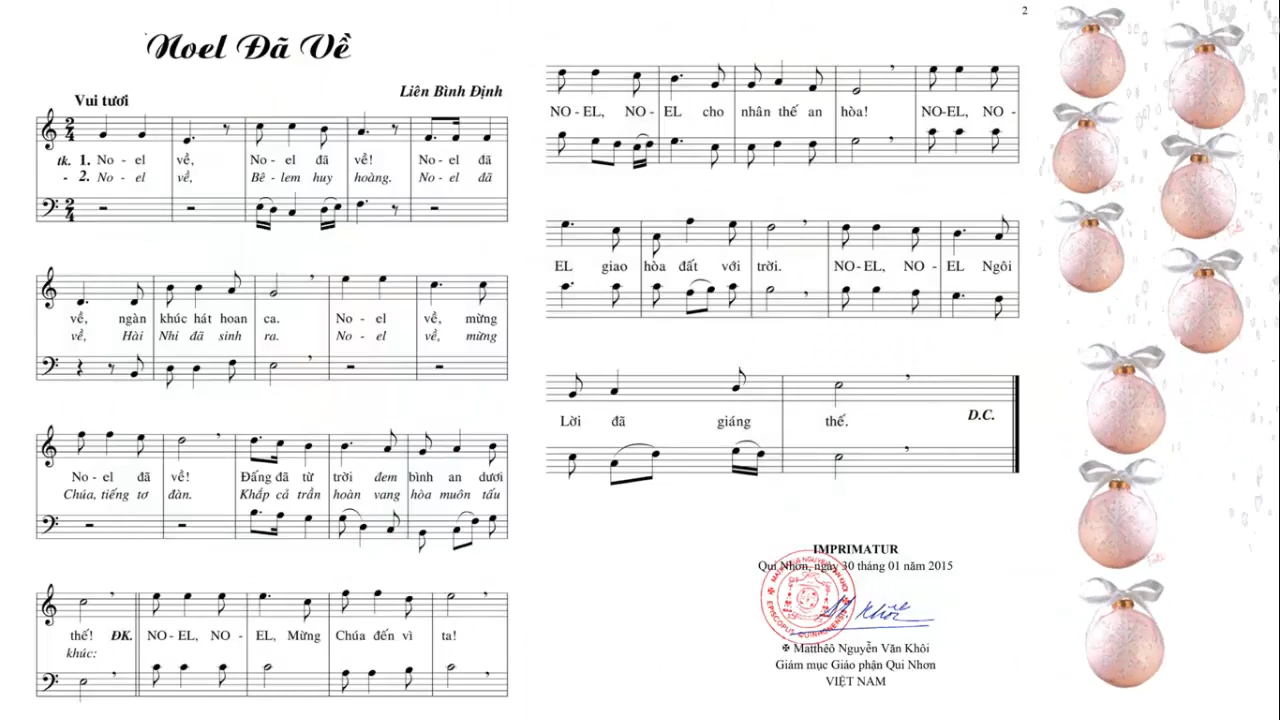 Noel Đã Về
Liên Bình Định
Vui tươi
tk. 1. No - el về, No - el đã về! No - el đã
- 2. No - el về, Bê - lem huy hoàng. No - el đã
về, ngàn khúc hát hoan ca. No - el về, mừng
về, Hài Nhi đã sinh ra. No - el về, mừng
No - el đã về! Đấng đã từ trời đem bình an dưới
Chúa, tiếng tơ đàn. Khắp cả trần hoàn vang hòa muôn tấu
thế! ĐK. NO - EL, NO - EL, Mừng Chúa đến vì ta!
khúc:
2
NO - EL, NO - EL cho nhân thế an hòa! NO-EL, NO -
EL giao hòa đất với trời. NO-EL, NO - EL Ngôi
Lời đã giáng thế. D.C.
IMPRIMATUR
Qui Nhơn, ngày 30 tháng 01 năm 2015
✠ Matthêô Nguyễn Văn Khôi
Giám mục Giáo phận Qui Nhơn
VIỆT NAM